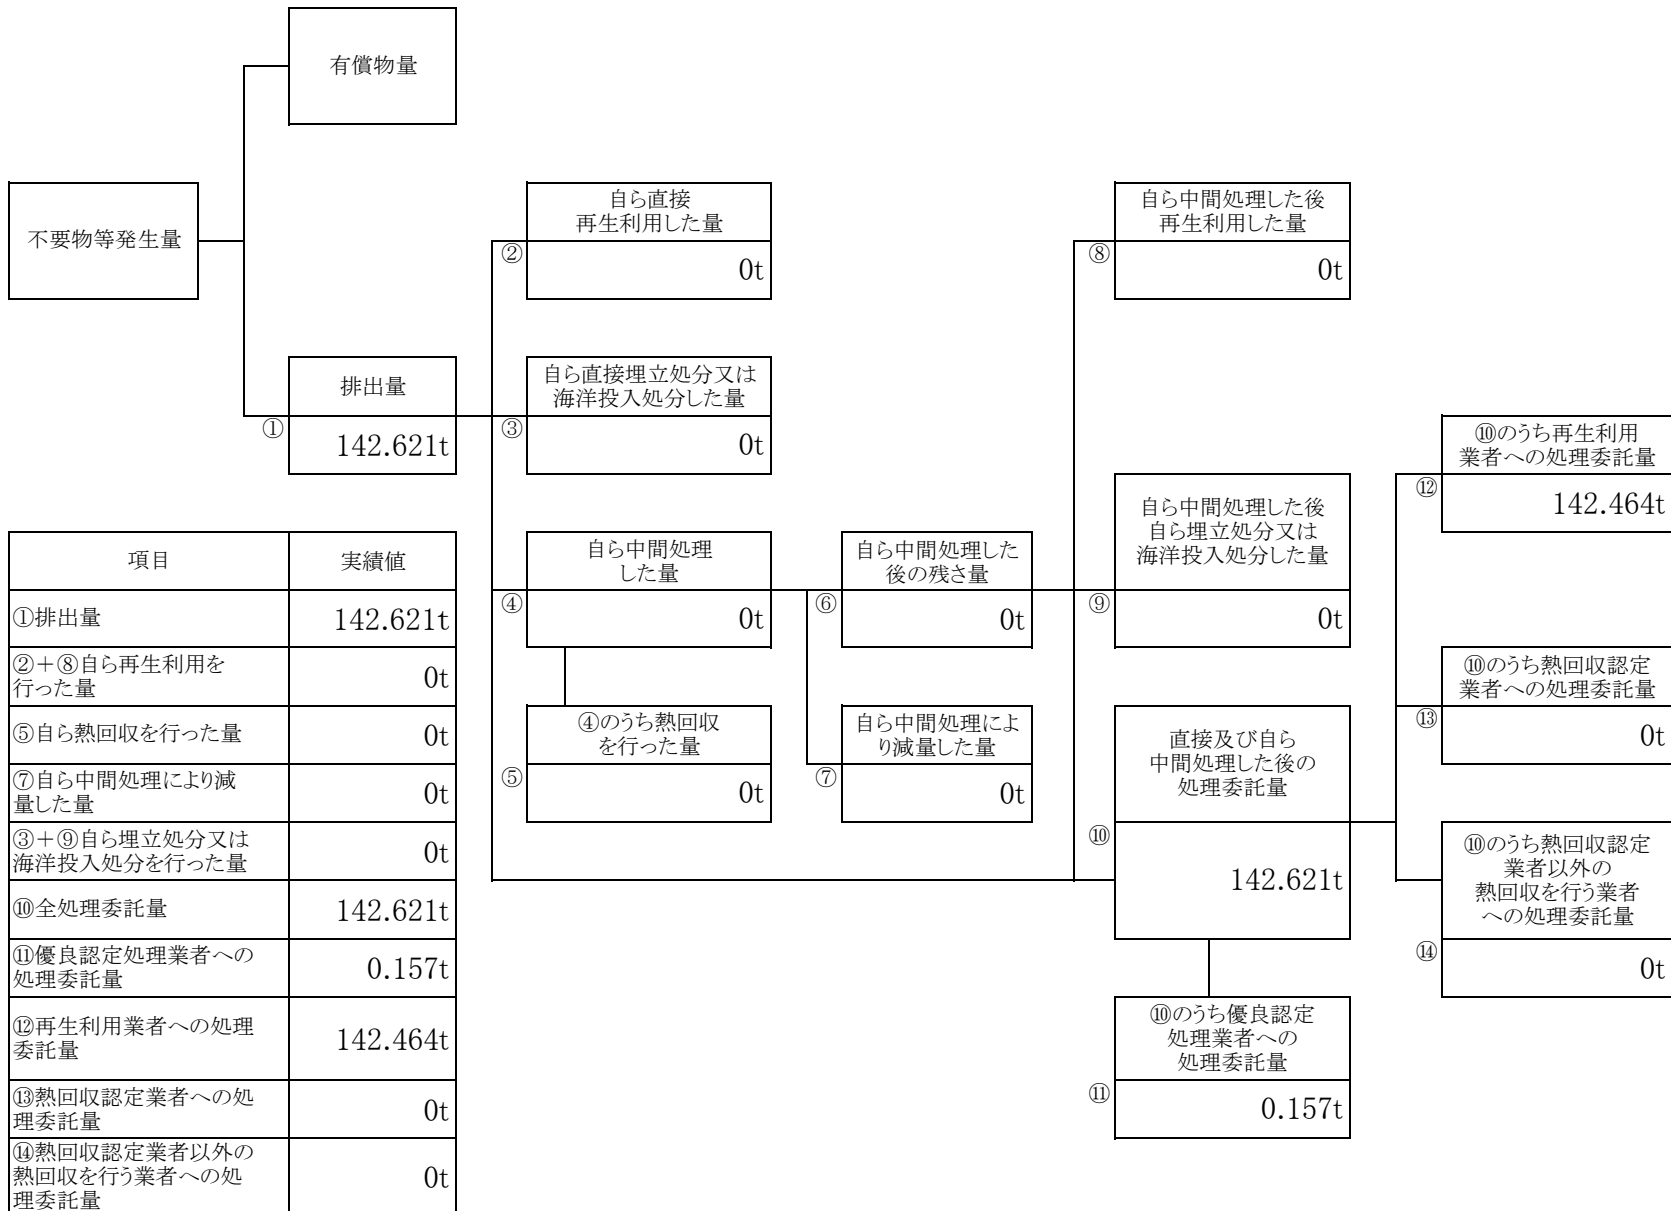 有償物量
不要物等発生量
自ら直接
再生利用した量
②
0t
自ら中間処理した後
再生利用した量
⑧
0t
排出量
①
142.621t
自ら直接埋立処分又は
海洋投入処分した量
③
0t
⑩のうち再生利用
業者への処理委託量
⑫
142.464t
自ら中間処理
した量
④
0t
自ら中間処理した
後の残さ量
⑥
0t
自ら中間処理した後
自ら埋立処分又は
海洋投入処分した量
⑨
0t
⑩のうち熱回収認定
業者への処理委託量
⑬
0t
④のうち熱回収
を行った量
⑤
0t
自ら中間処理によ
り減量した量
⑦
0t
直接及び自ら
中間処理した後の
処理委託量
⑩
142.621t
⑩のうち熱回収認定
業者以外の
熱回収を行う業者
への処理委託量
⑭
0t
⑩のうち優良認定
処理業者への
処理委託量
⑪
0.157t
項目 実績値
①排出量 142.621t
②+⑧自ら再生利用を
行った量 0t
⑤自ら熱回収を行った量 0t
⑦自ら中間処理により減
量した量 0t
③+⑨自ら埋立処分又は
海洋投入処分を行った量 0t
⑩全処理委託量 142.621t
⑪優良認定処理業者への
処理委託量 0.157t
⑫再生利用業者への処理
委託量 142.464t
⑬熱回収認定業者への処
理委託量 0t
⑭熱回収認定業者以外の
熱回収を行う業者への処
理委託量 0t